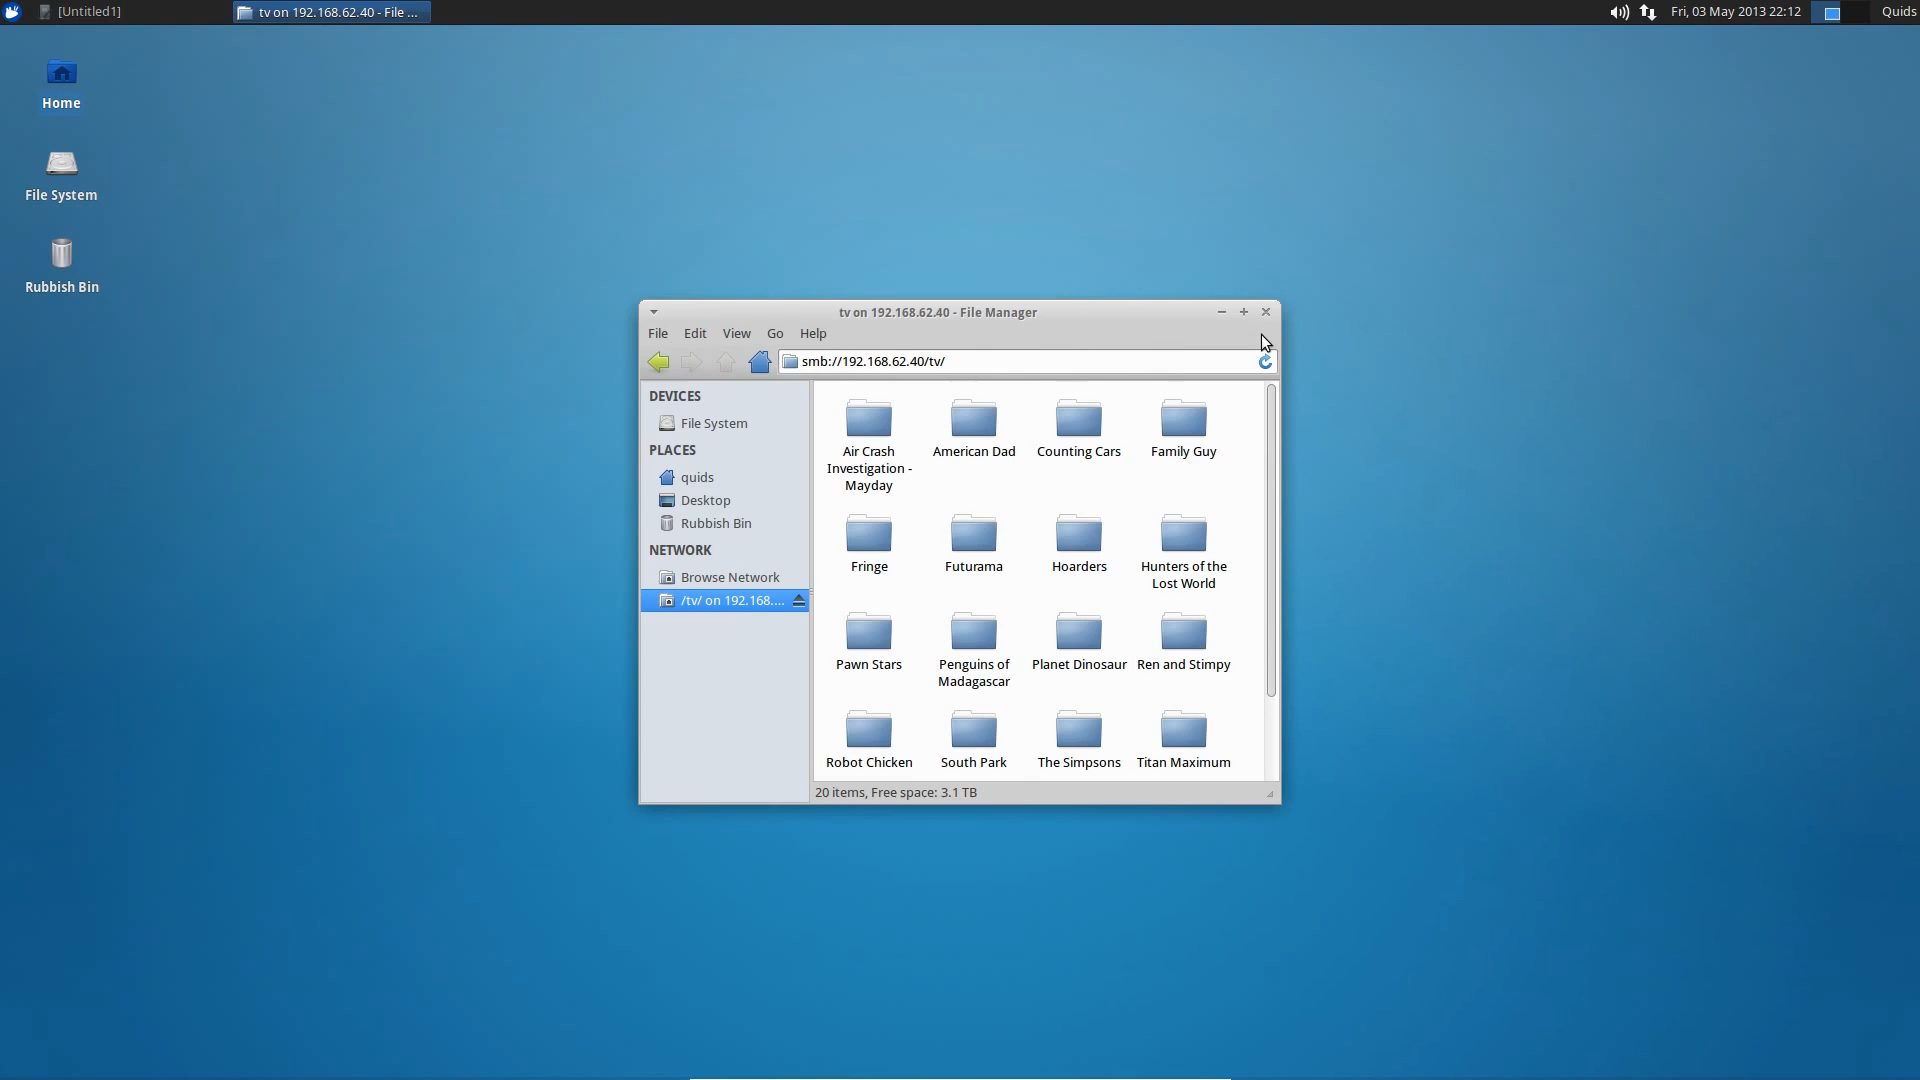 [Untitled1]
tv on 192.168.62.40 - File ...
Fri, 03 May 2013 22:12
Quids
Home
File System
Rubbish Bin
tv on 192.168.62.40 - File Manager
File Edit View Go Help
smb://192.168.62.40/tv/
DEVICES
File System
PLACES
quids
Desktop
Rubbish Bin
NETWORK
Browse Network
/tv/ on 192.168....
Air Crash
Investigation -
Mayday
American Dad
Counting Cars
Family Guy
Fringe
Futurama
Hoarders
Hunters of the
Lost World
Pawn Stars
Penguins of
Madagascar
Planet Dinosaur
Ren and Stimpy
Robot Chicken
South Park
The Simpsons
Titan Maximum
20 items, Free space: 3.1 TB